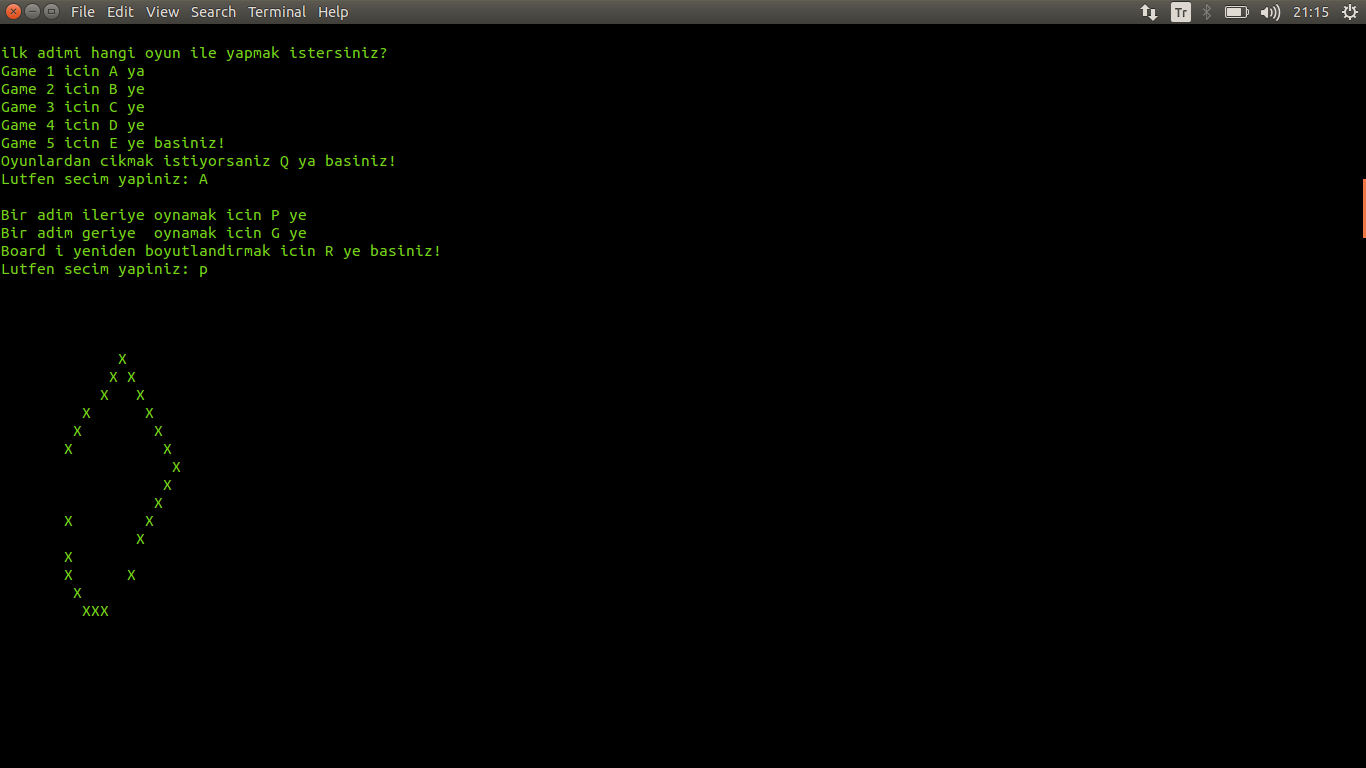 File Edit View Search Terminal Help Tr 21:15
ilk adimi hangi oyun ile yapmak istersiniz?
Game 1 icin A ya
Game 2 icin B ye
Game 3 icin C ye
Game 4 icin D ye
Game 5 icin E ye basiniz!
Oyunlardan cikmak istiyorsaniz Q ya basiniz!
Lutfen secim yapiniz: A
Bir adim ileriye oynamak icin P ye
Bir adim geriye  oynamak icin G ye
Board i yeniden boyutlandirmak icin R ye basiniz!
Lutfen secim yapiniz: p
             X
            X X
           X   X
         X      X
        X        X
       X          X
                   X
                  X
                 X
       X        X
               X
       X
       X      X
        X
         XXX